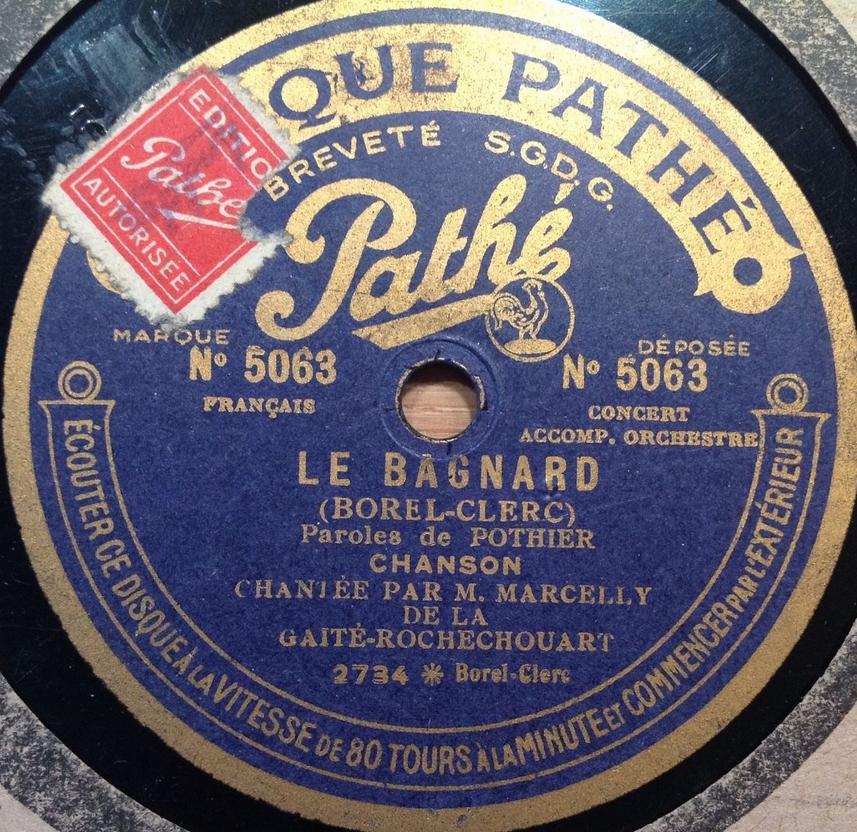 QUE PATHÉ
BREVETÉ S.G.D.G.
EDITION
Pathé
AUTORISÉE
Pathé
MARQUE DÉPOSÉE
Nº 5063 Nº 5063
FRANÇAIS CONCERT
ACCOMP. ORCHESTRE
LE BAGNARD
(BOREL-CLERC)
Paroles de POTHIER
CHANSON
CHANTÉE PAR M. MARCELLY
DE LA
GAITÉ-ROCHECHOUART
2734 * Borel-Clerc
ÉCOUTER CE DISQUE À LA VITESSE DE 80 TOURS À LA MINUTE ET COMMENCER PAR L'EXTÉRIEUR